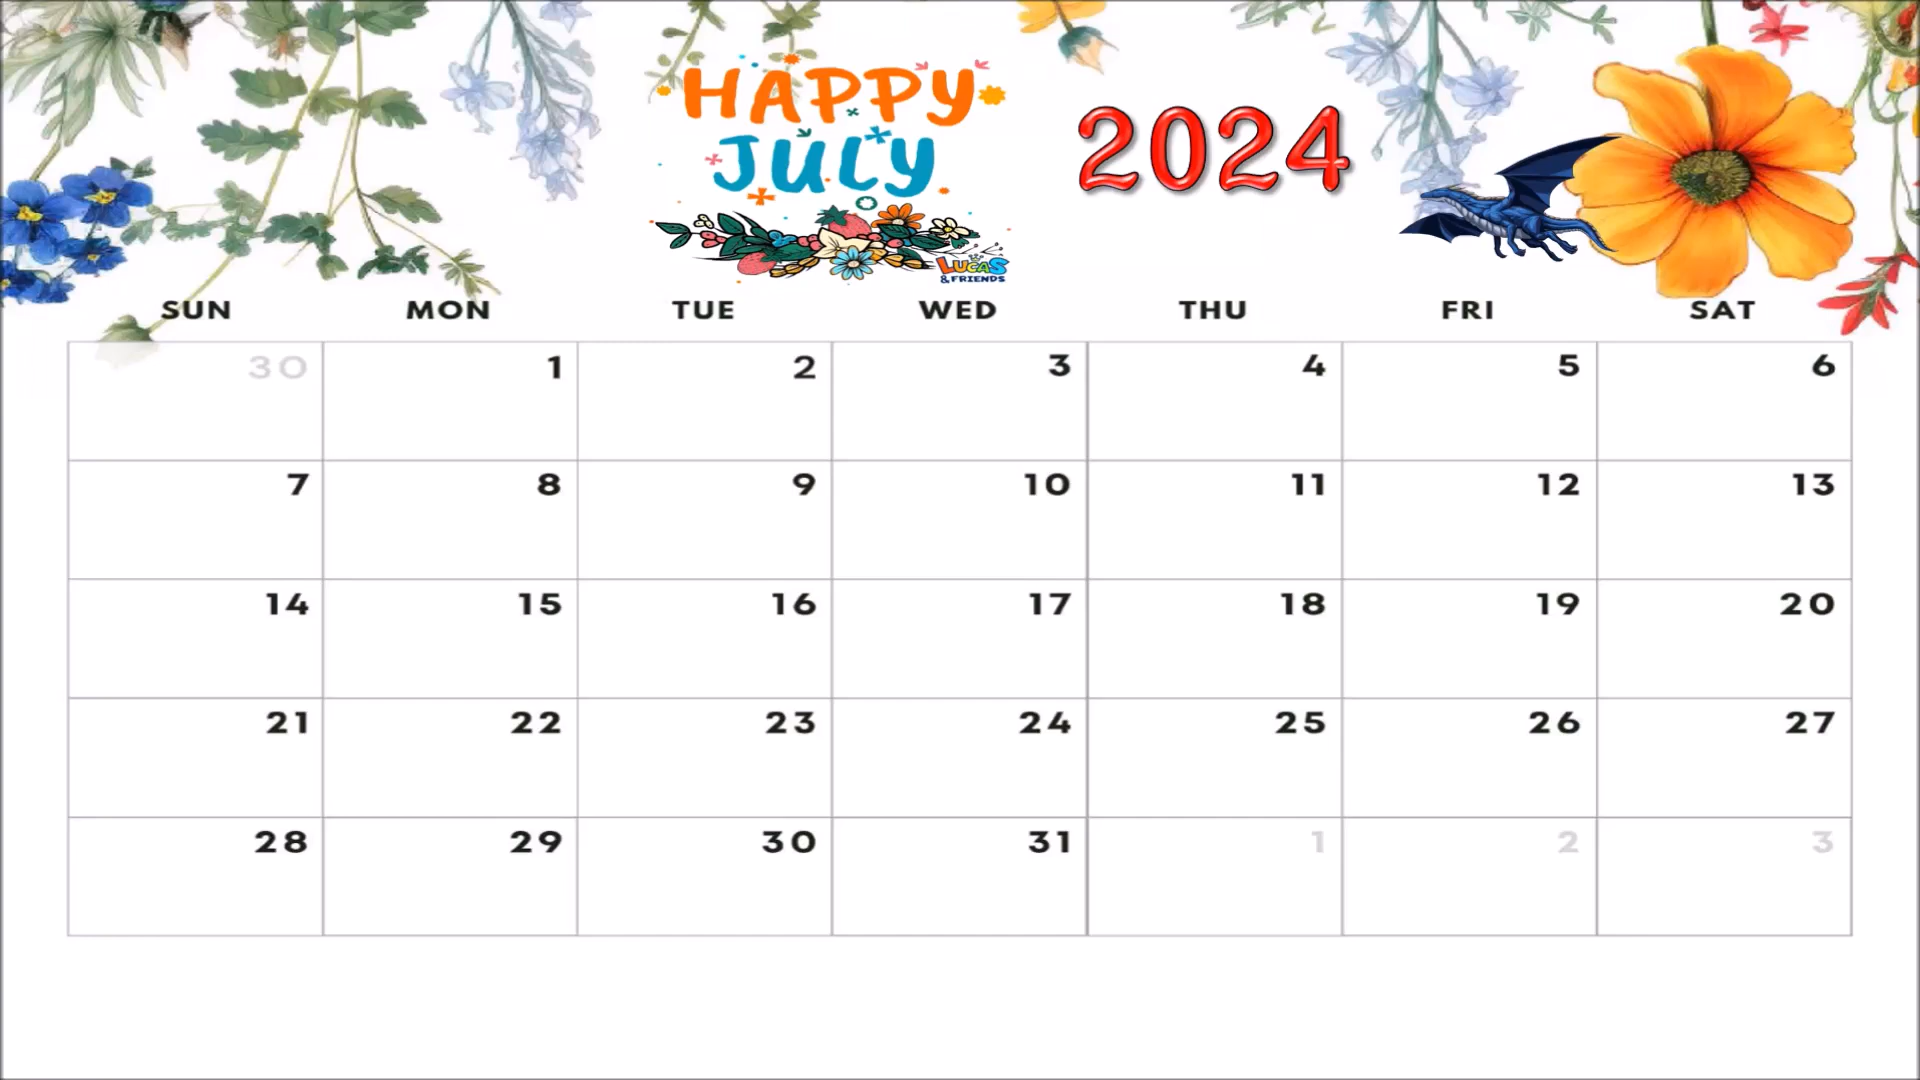 HAPPY
JULY
2024
LUCAS
& FRIENDS
SUN MON TUE WED THU FRI SAT
30 1 2 3 4 5 6
7 8 9 10 11 12 13
14 15 16 17 18 19 20
21 22 23 24 25 26 27
28 29 30 31 1 2 3